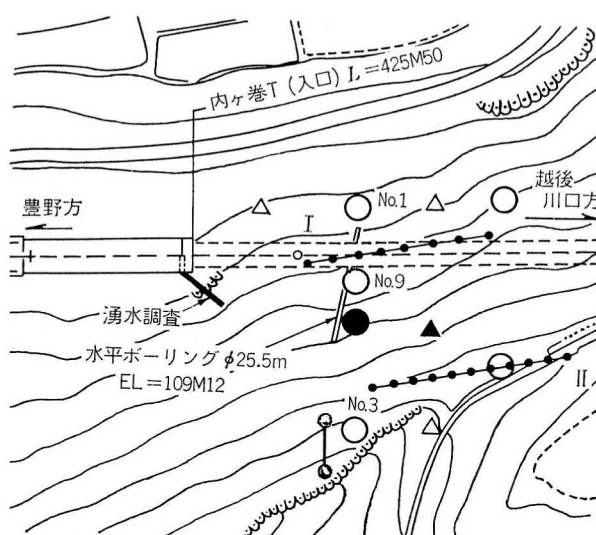 内ヶ巻T (入口) L=425M50
豊野方
越後
川口方
No.1
I
No.9
湧水調査
水平ボーリング φ25.5m
EL=109M12
No.3
II